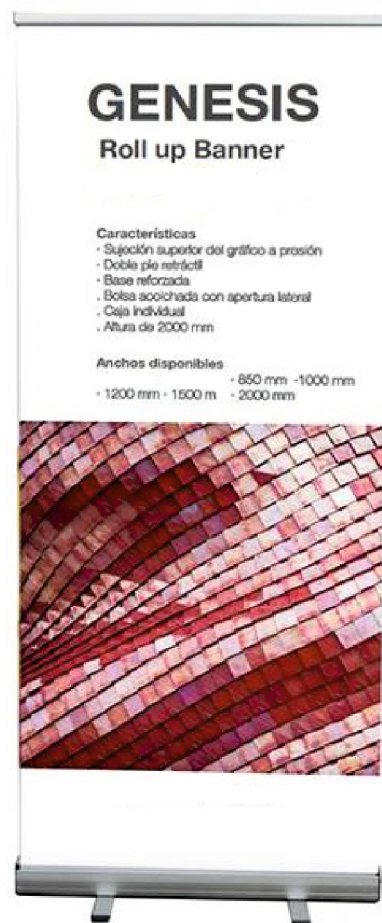 GENESIS
Roll up Banner
Características
· Sujeción superior del gráfico a presión
· Doble pie retráctil
· Base reforzada
. Bolsa acolchada con apertura lateral
. Caja individual
. Altura de 2000 mm
Anchos disponibles
· 850 mm ·1000 mm
· 1200 mm · 1500 m · 2000 mm